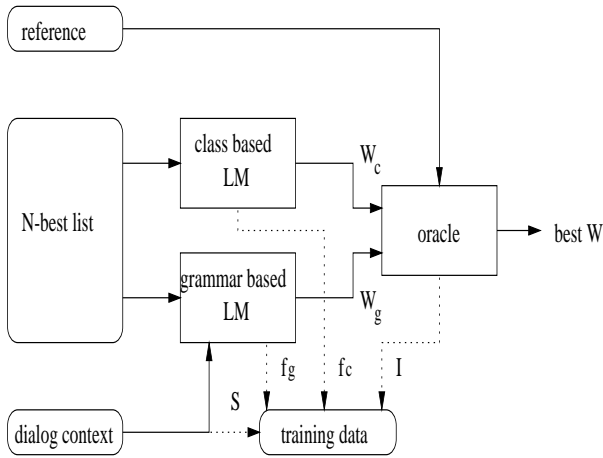 reference
class based
LM
W_c
N-best list
oracle
best W
grammar based
LM
W_g
f_g
f_c
I
S
dialog context
training data